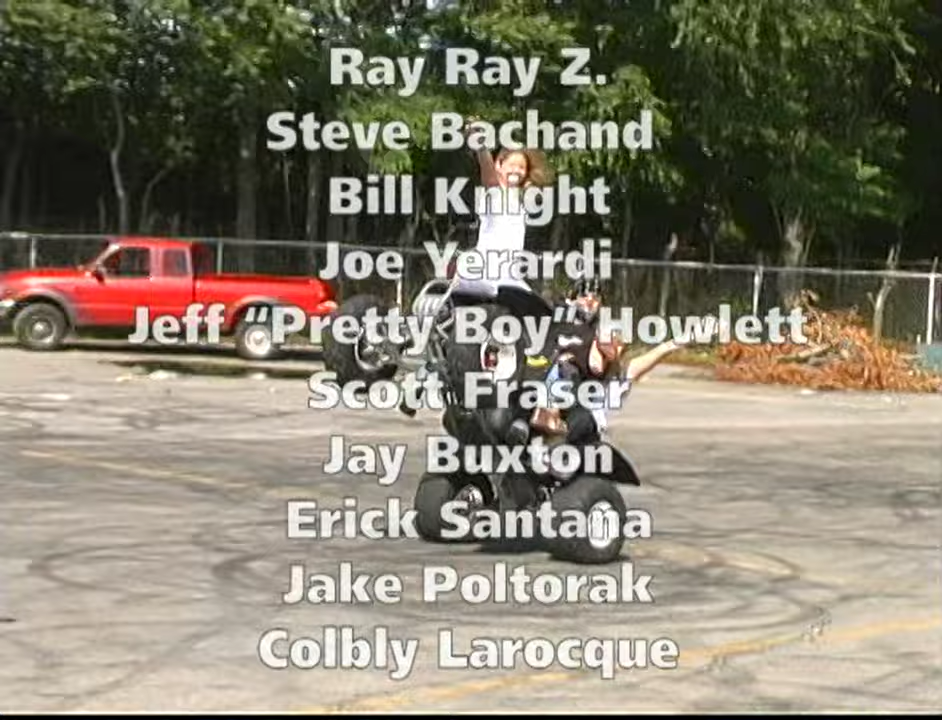 Ray Ray Z.
Steve Bachand
Bill Knight
Joe Yerardi
Jeff “Pretty Boy” Howlett
Scott Fraser
Jay Buxton
Erick Santana
Jake Poltorak
Colbly Larocque